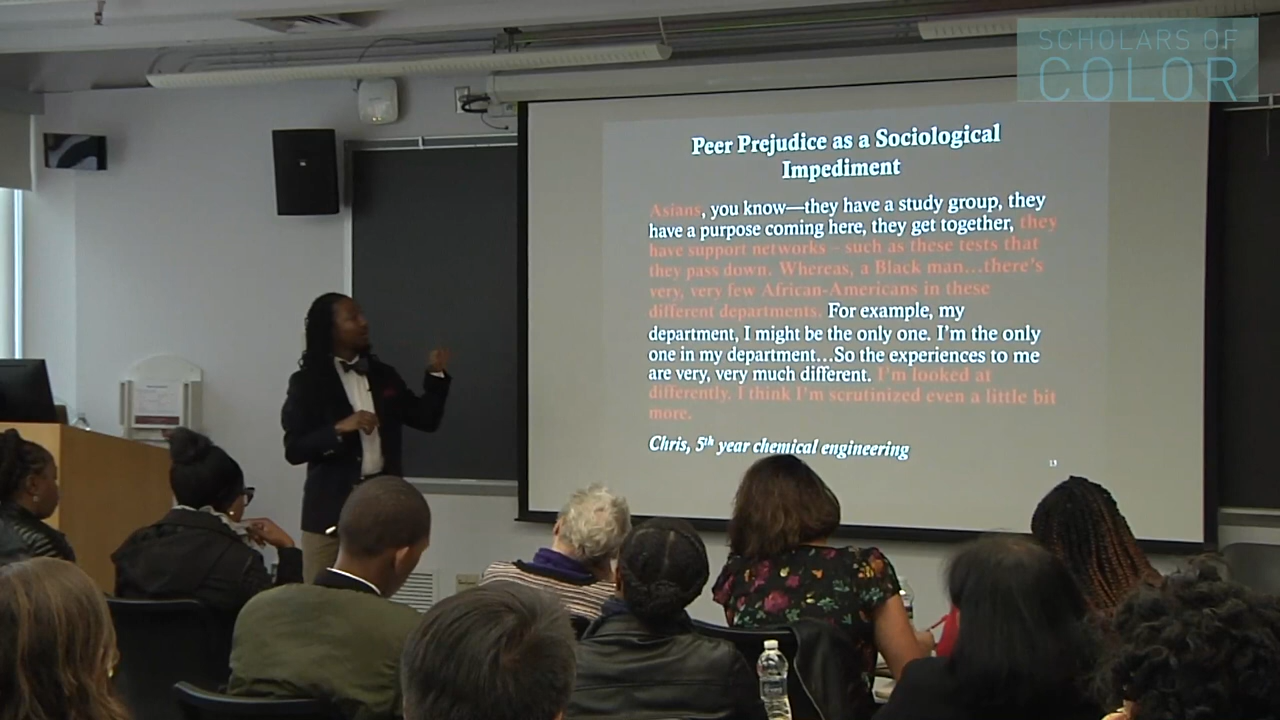 SCHOLARS OF
COLOR
Peer Prejudice as a Sociological
Impediment
Asians, you know—they have a study group, they
have a purpose coming here, they get together, they
have support networks – such as these tests that
they pass down. Whereas, a Black man…there's
very, very few African-Americans in these
different departments. For example, my
department, I might be the only one. I'm the only
one in my department…So the experiences to me
are very, very much different. I'm looked at
differently. I think I'm scrutinized even a little bit
more.
Chris, 5th year chemical engineering
13